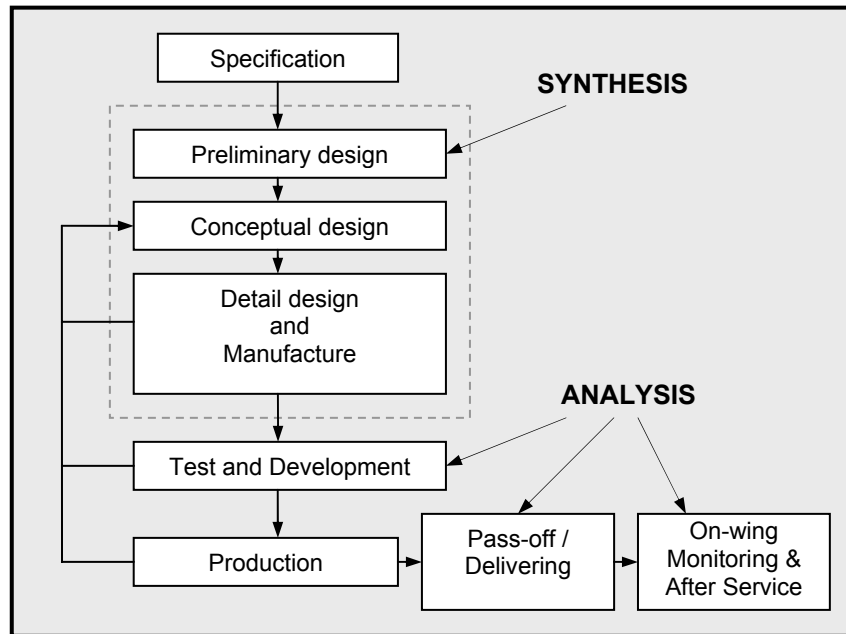 Specification
SYNTHESIS
Preliminary design
Conceptual design
Detail design
and
Manufacture
ANALYSIS
Test and Development
Production
Pass-off /
Delivering
On-wing
Monitoring &
After Service